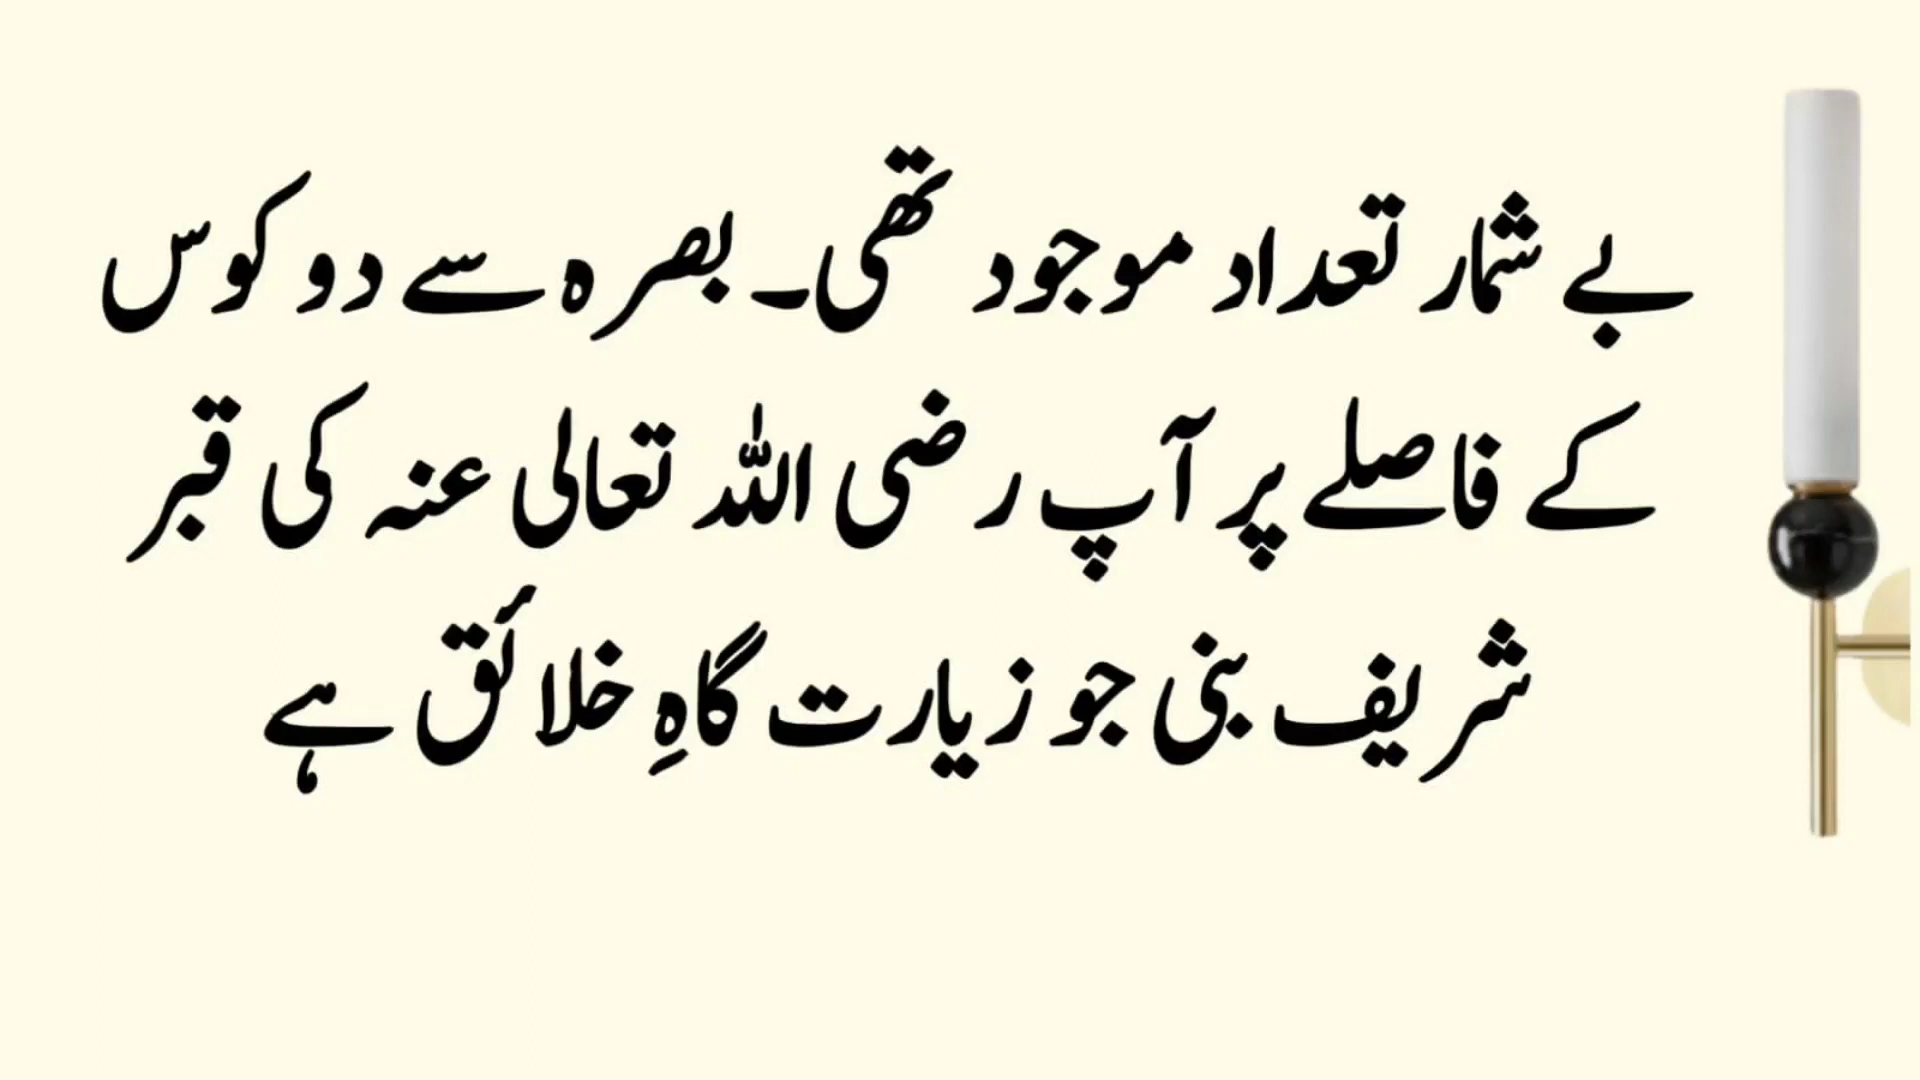 بے شمار تعداد موجود تھی۔ بصرہ سے دو کوس
کے فاصلے پر آپ رضی اللہ تعالی عنہ کی قبر
شریف بنی جو زیارت گاہِ خلائق ہے